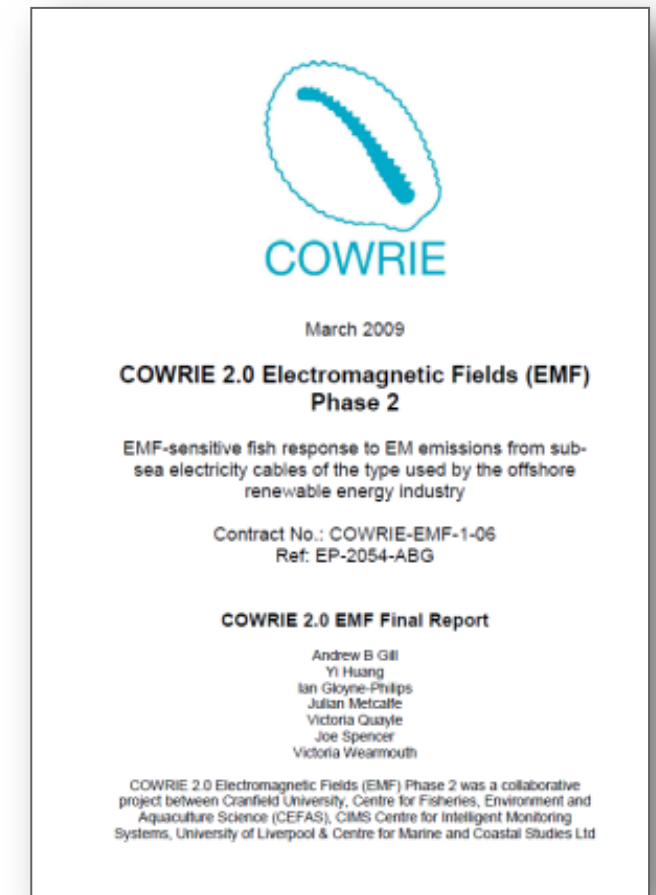 COWRIE
March 2009
COWRIE 2.0 Electromagnetic Fields (EMF)
Phase 2
EMF-sensitive fish response to EM emissions from sub-
sea electricity cables of the type used by the offshore
renewable energy industry
Contract No.: COWRIE-EMF-1-06
Ref: EP-2054-ABG
COWRIE 2.0 EMF Final Report
Andrew B Gill
Yi Huang
Ian Gloyne-Philips
Julian Metcalfe
Victoria Quayle
Joe Spencer
Victoria Wearmouth
COWRIE 2.0 Electromagnetic Fields (EMF) Phase 2 was a collaborative
project between Cranfield University, Centre for Fisheries, Environment and
Aquaculture Science (CEFAS), CIMS Centre for Intelligent Monitoring
Systems, University of Liverpool & Centre for Marine and Coastal Studies Ltd